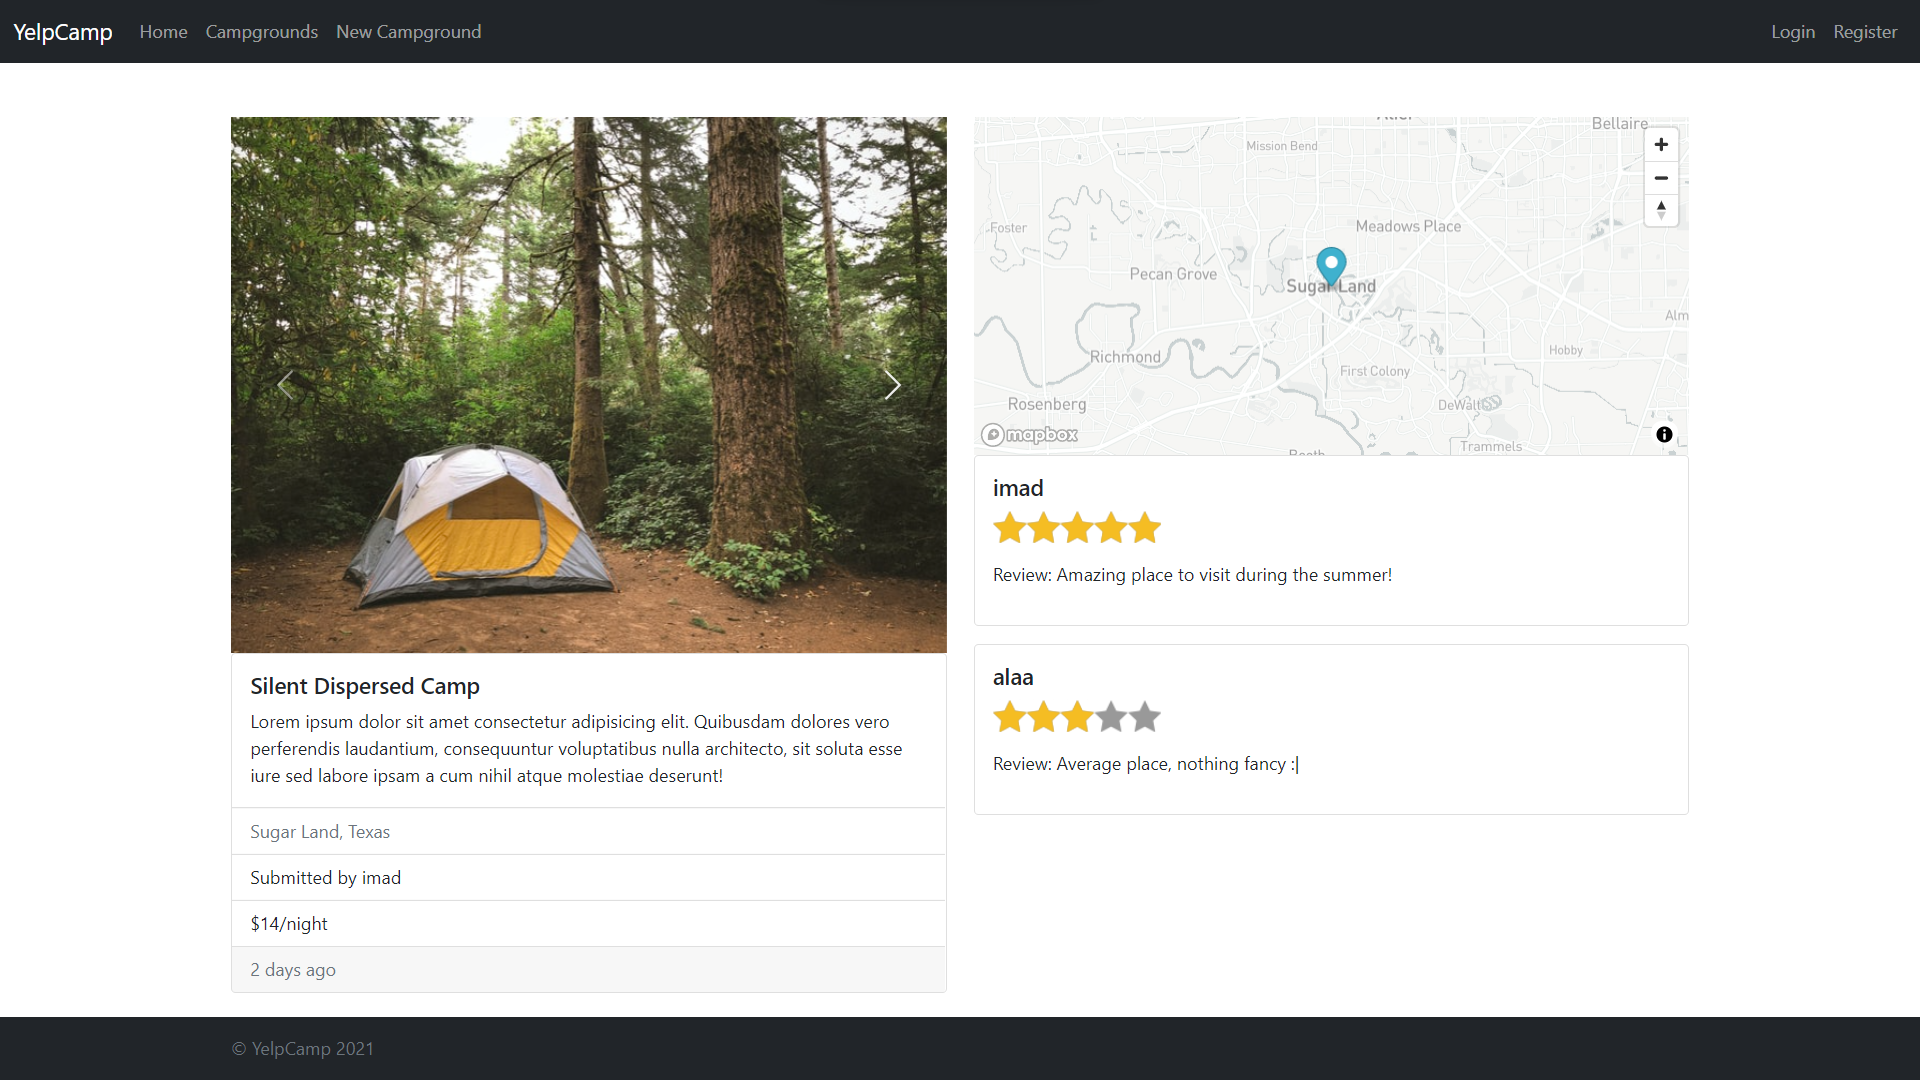 YelpCamp Home Campgrounds New Campground Login Register
Silent Dispersed Camp
Lorem ipsum dolor sit amet consectetur adipisicing elit. Quibusdam dolores vero
perferendis laudantium, consequuntur voluptatibus nulla architecto, sit soluta esse
iure sed labore ipsam a cum nihil atque molestiae deserunt!
Sugar Land, Texas
Submitted by imad
$14/night
2 days ago
Bellaire
Mission Bend
Foster
Meadows Place
Pecan Grove
Sugar Land
Richmond
Hobby
First Colony
Rosenberg
DeWalt
mapbox
Trammels
imad
Review: Amazing place to visit during the summer!
alaa
Review: Average place, nothing fancy :|
© YelpCamp 2021